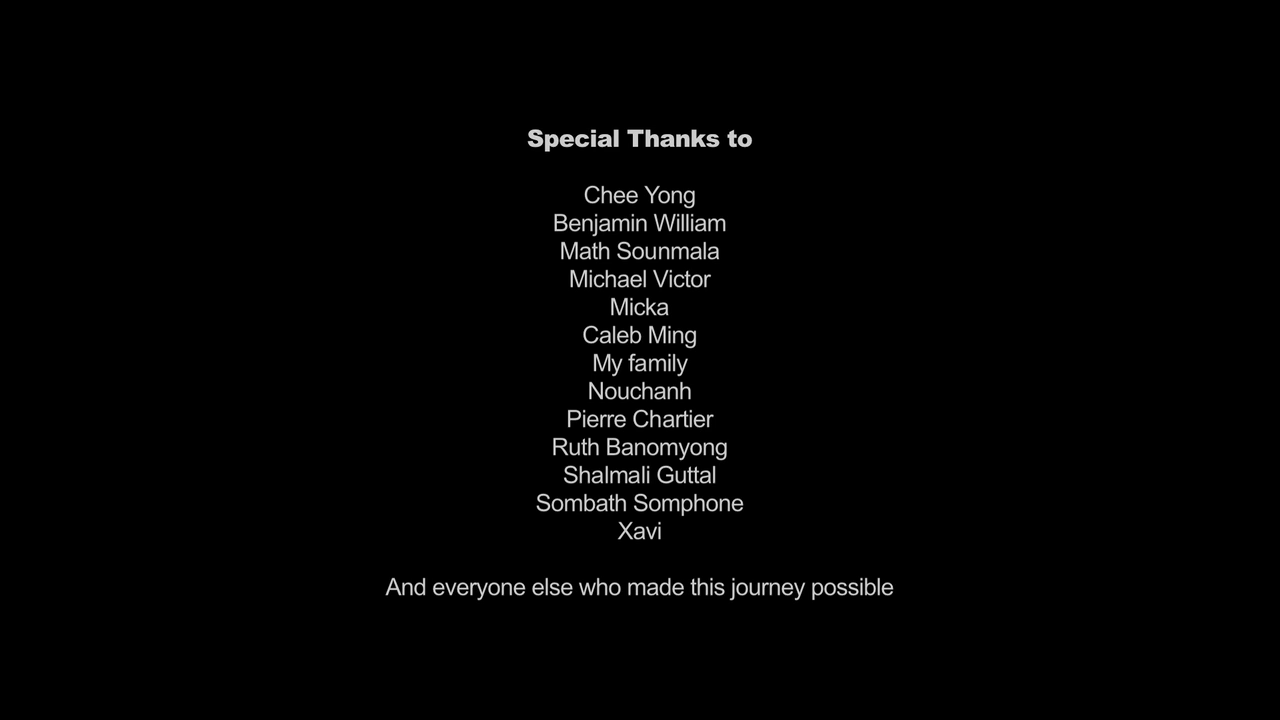 Special Thanks to
Chee Yong
Benjamin William
Math Sounmala
Michael Victor
Micka
Caleb Ming
My family
Nouchanh
Pierre Chartier
Ruth Banomyong
Shalmali Guttal
Sombath Somphone
Xavi
And everyone else who made this journey possible